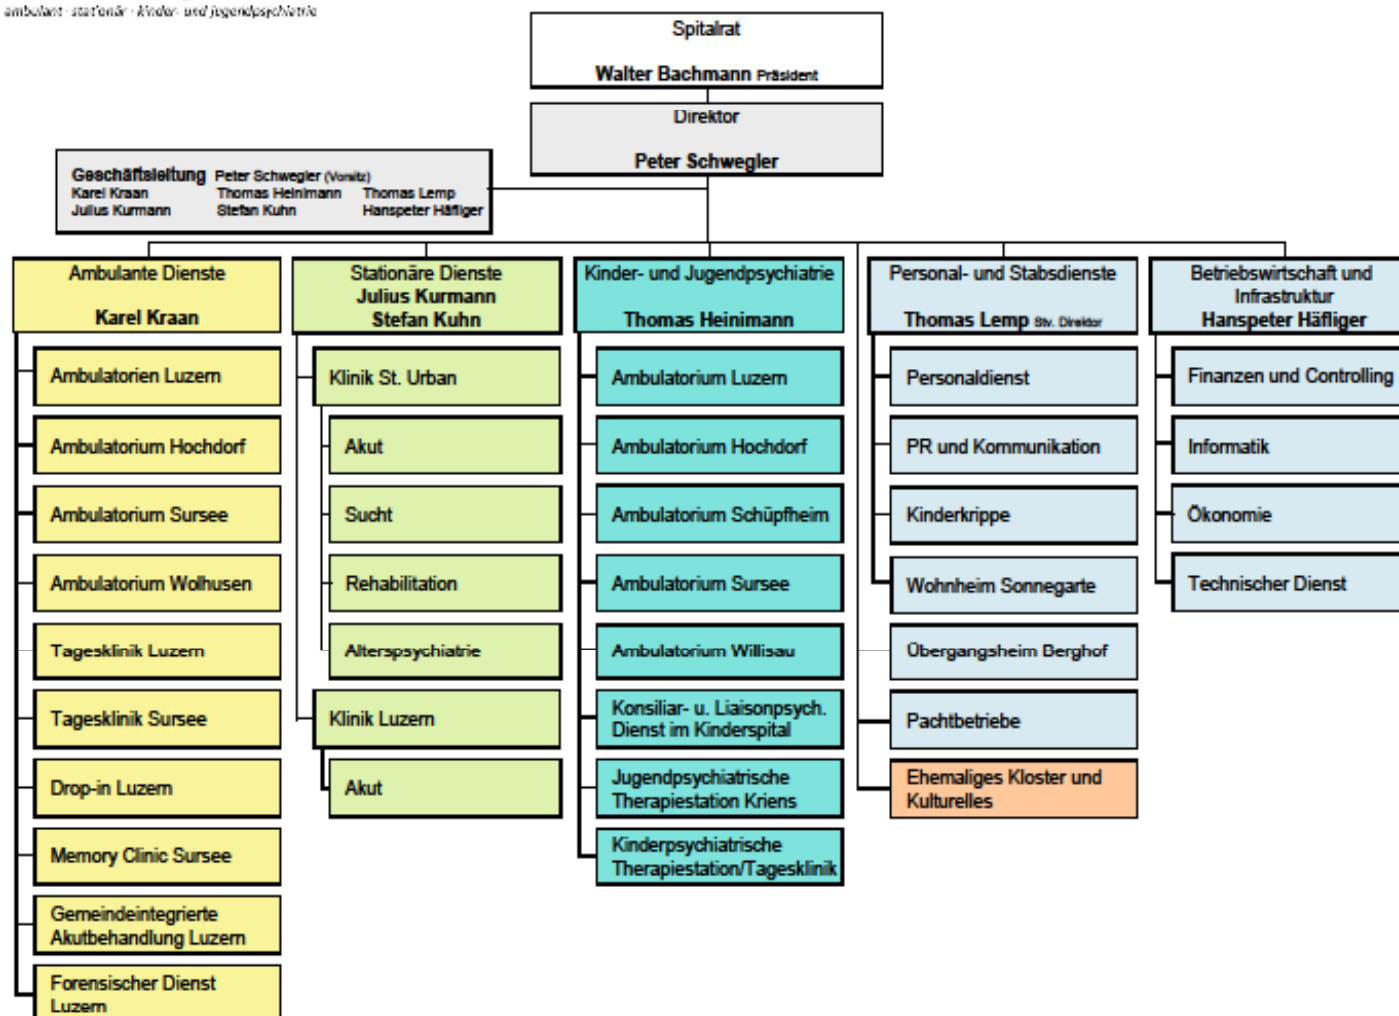 ambulant · stationär · kinder- und jugendpsychiatrie
Spitalrat
Walter Bachmann Präsident
Direktor
Peter Schwegler
Geschäftsleitung Peter Schwegler (Vorsitz)
Karel Kraan Thomas Heinimann Thomas Lemp
Julius Kurmann Stefan Kuhn Hanspeter Häfliger
Ambulante Dienste
Karel Kraan
Ambulatorien Luzern
Ambulatorium Hochdorf
Ambulatorium Sursee
Ambulatorium Wolhusen
Tagesklinik Luzern
Tagesklinik Sursee
Drop-in Luzern
Memory Clinic Sursee
Gemeindeintegrierte
Akutbehandlung Luzern
Forensischer Dienst
Luzern
Stationäre Dienste
Julius Kurmann
Stefan Kuhn
Klinik St. Urban
Akut
Sucht
Rehabilitation
Alterspsychiatrie
Klinik Luzern
Akut
Kinder- und Jugendpsychiatrie
Thomas Heinimann
Ambulatorium Luzern
Ambulatorium Hochdorf
Ambulatorium Schüpfheim
Ambulatorium Sursee
Ambulatorium Willisau
Konsiliar- u. Liaisonpsych.
Dienst im Kinderspital
Jugendpsychiatrische
Therapiestation Kriens
Kinderpsychiatrische
Therapiestation/Tagesklinik
Personal- und Stabsdienste
Thomas Lemp Stv. Direktor
Personaldienst
PR und Kommunikation
Kinderkrippe
Wohnheim Sonnegarte
Übergangsheim Berghof
Pachtbetriebe
Ehemaliges Kloster und
Kulturelles
Betriebswirtschaft und
Infrastruktur
Hanspeter Häfliger
Finanzen und Controlling
Informatik
Ökonomie
Technischer Dienst